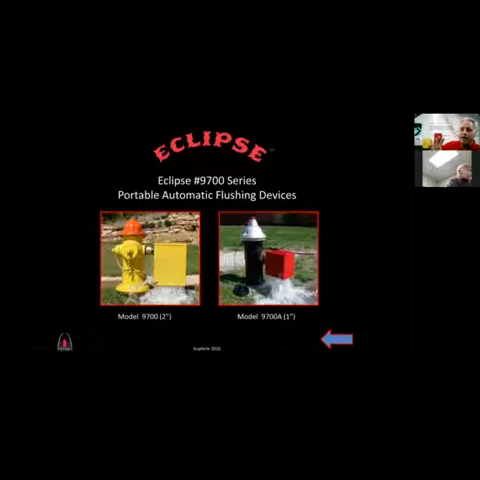 ECLIPSE
Eclipse #9700 Series
Portable Automatic Flushing Devices
Model 9700 (2")
Model 9700A (1")